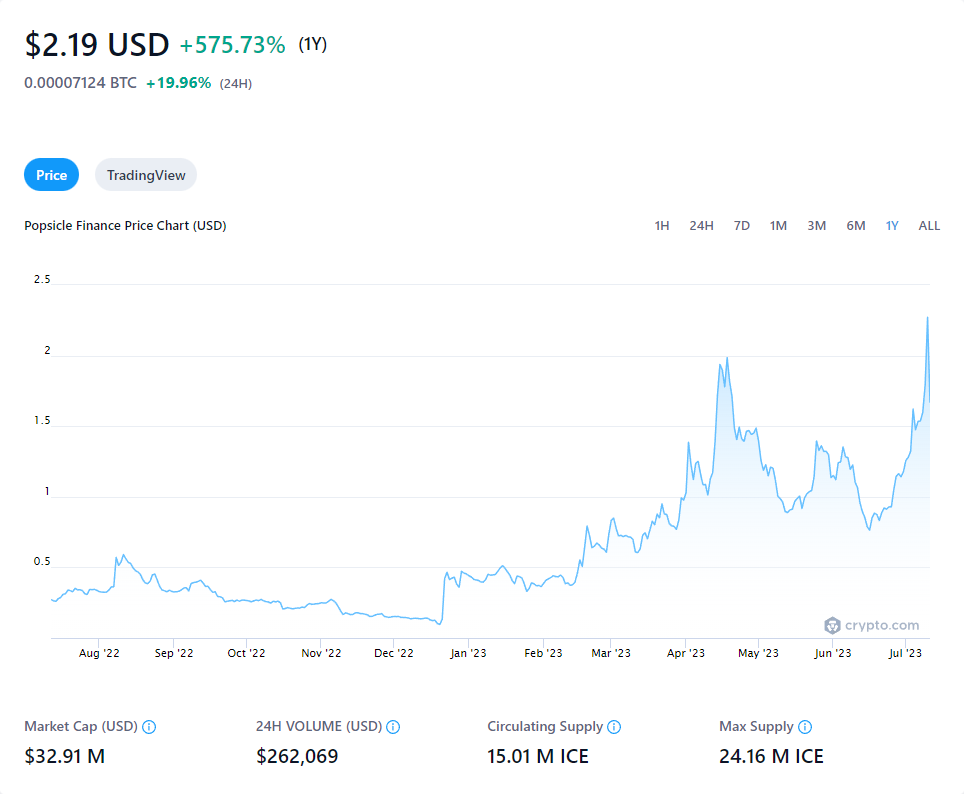 $2.19 USD +575.73% (1Y)
0.00007124 BTC +19.96% (24H)
Price TradingView
Popsicle Finance Price Chart (USD) 1H 24H 7D 1M 3M 6M 1Y ALL
2.5
2
1.5
1
0.5
crypto.com
Aug '22 Sep '22 Oct '22 Nov '22 Dec '22 Jan '23 Feb '23 Mar '23 Apr '23 May '23 Jun '23 Jul '23
Market Cap (USD) 24H VOLUME (USD) Circulating Supply Max Supply
$32.91 M $262,069 15.01 M ICE 24.16 M ICE